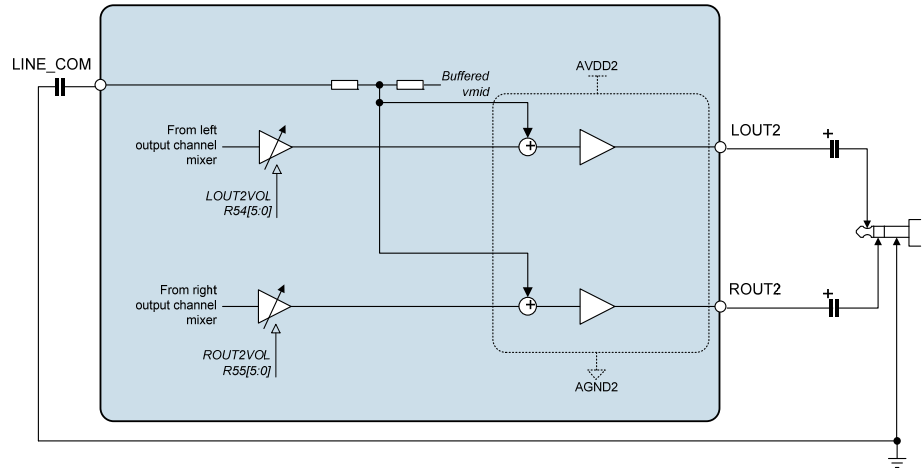 LINE_COM
Buffered
vmid
AVDD2
From left
output channel
mixer
+
LOUT2
+
LOUT2VOL
R54[5:0]
From right
output channel
mixer
+
ROUT2
+
ROUT2VOL
R55[5:0]
AGND2